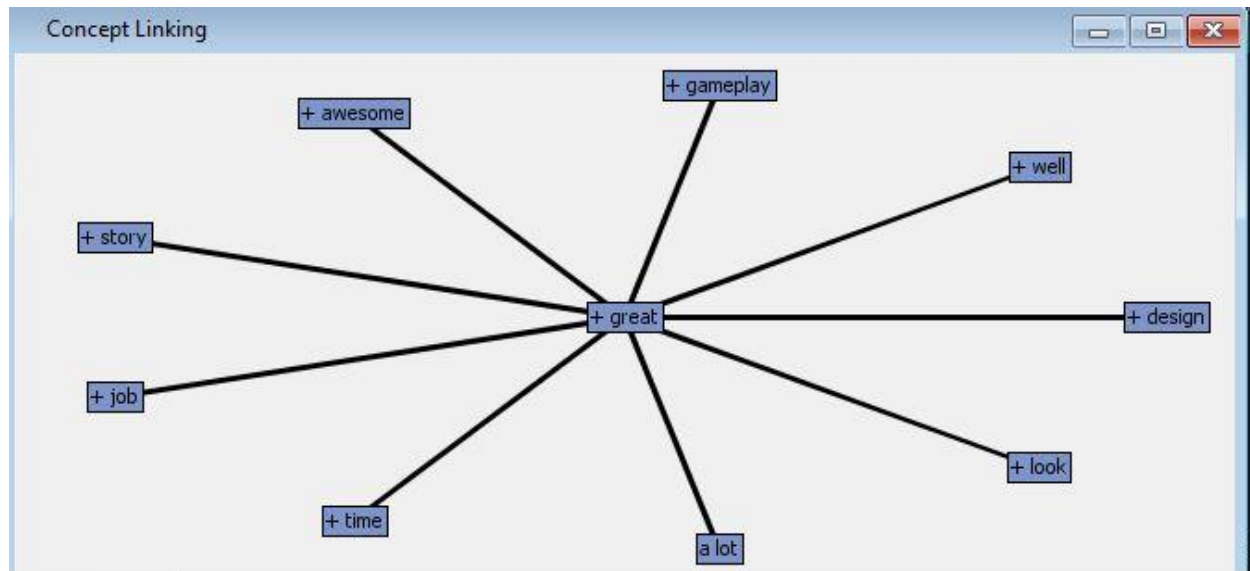 Concept Linking
+ gameplay
+ awesome
+ well
+ story
+ great
+ design
+ job
+ look
+ time
a lot